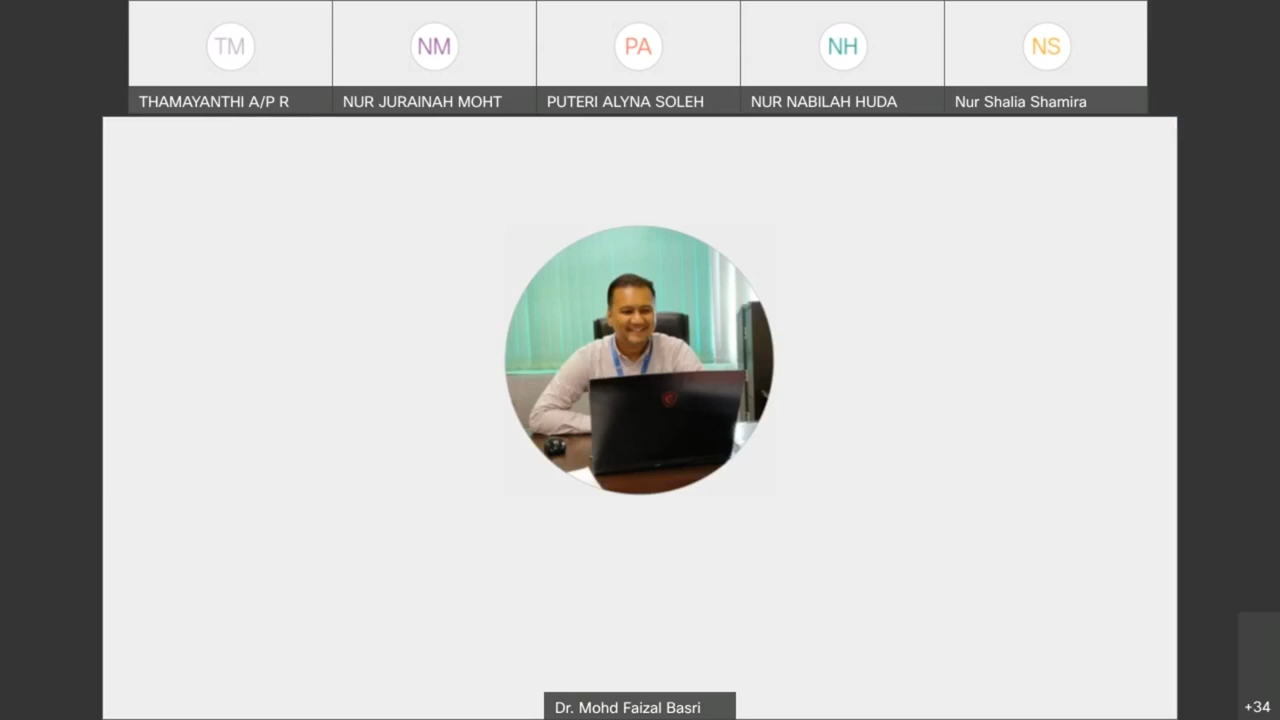 TM
NM
PA
NH
NS
THAMAYANTHI A/P R
NUR JURAINAH MOHT
PUTERI ALYNA SOLEH
NUR NABILAH HUDA
Nur Shalia Shamira
Dr. Mohd Faizal Basri
+34